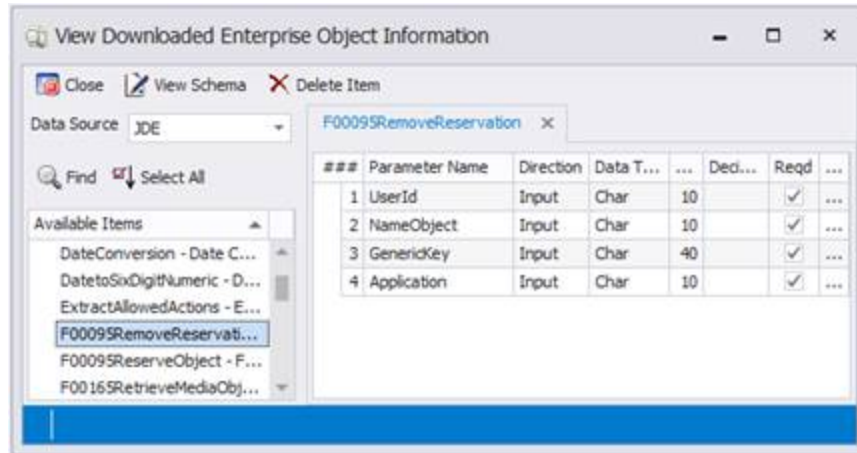 View Downloaded Enterprise Object Information
Close View Schema Delete Item
Data Source JDE
F00095RemoveReservation
Find Select All
### Parameter Name Direction Data T... ... Deci... Reqd ...
1 UserId Input Char 10 ...
2 NameObject Input Char 10 ...
3 GenericKey Input Char 40 ...
4 Application Input Char 10 ...
Available Items
DateConversion - Date C...
DatetoSixDigitNumeric - D...
ExtractAllowedActions - E...
F00095RemoveReservati...
F00095ReserveObject - F...
F00165RetrieveMediaObj...